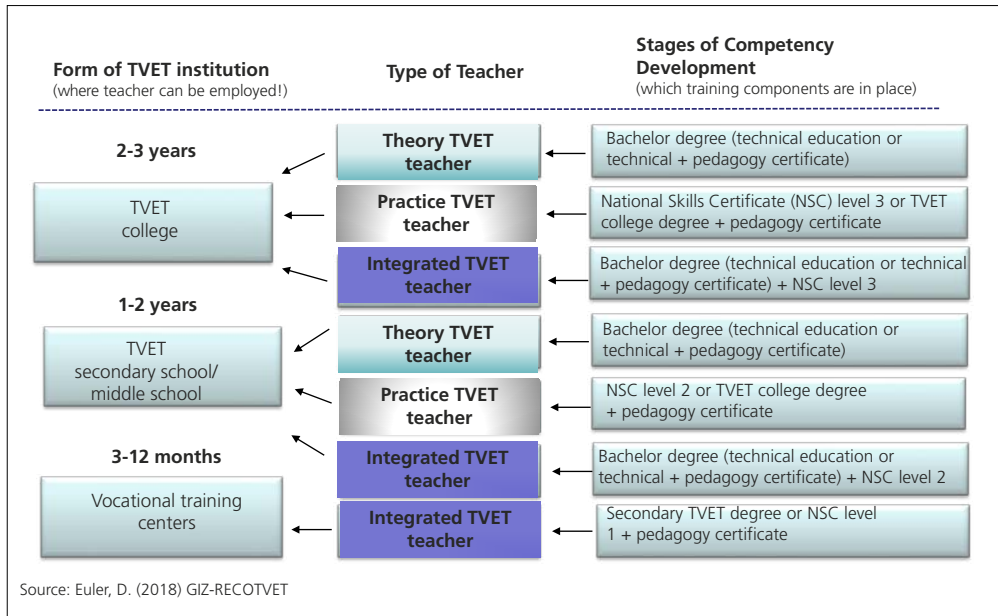 Form of TVET institution
(where teacher can be employed!)
Type of Teacher
Stages of Competency
Development
(which training components are in place)
2-3 years
TVET
college
Theory TVET
teacher
Bachelor degree (technical education or
technical + pedagogy certificate)
Practice TVET
teacher
National Skills Certificate (NSC) level 3 or TVET
college degree + pedagogy certificate
Integrated TVET
teacher
Bachelor degree (technical education or technical
+ pedagogy certificate) + NSC level 3
1-2 years
TVET
secondary school/
middle school
Theory TVET
teacher
Bachelor degree (technical education or
technical + pedagogy certificate)
Practice TVET
teacher
NSC level 2 or TVET college degree
+ pedagogy certificate
Integrated TVET
teacher
Bachelor degree (technical education or
technical + pedagogy certificate) + NSC level 2
3-12 months
Vocational training
centers
Integrated TVET
teacher
Secondary TVET degree or NSC level
1 + pedagogy certificate
Source: Euler, D. (2018) GIZ-RECOTVET